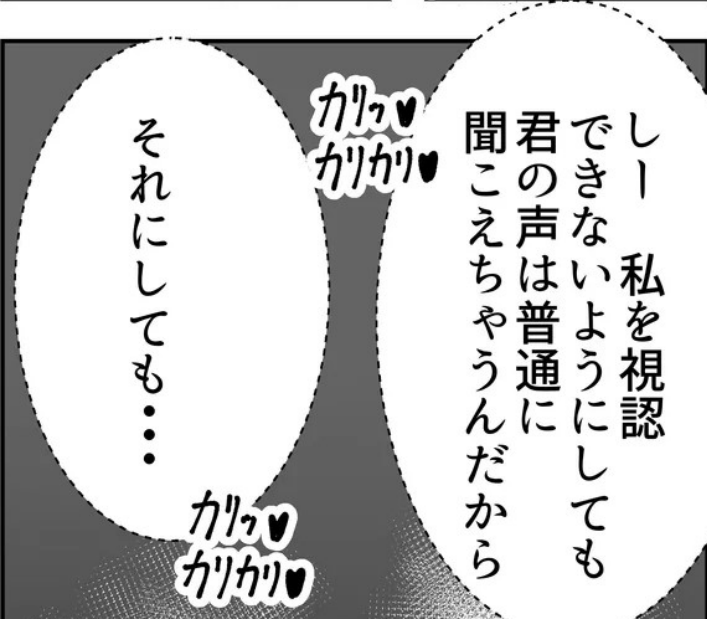 しー　私を視認
できないようにしても
君の声は普通に
聞こえちゃうんだから
カリッ♥
カリカリ♥
それにしても・・・
カリッ♥
カリカリ♥